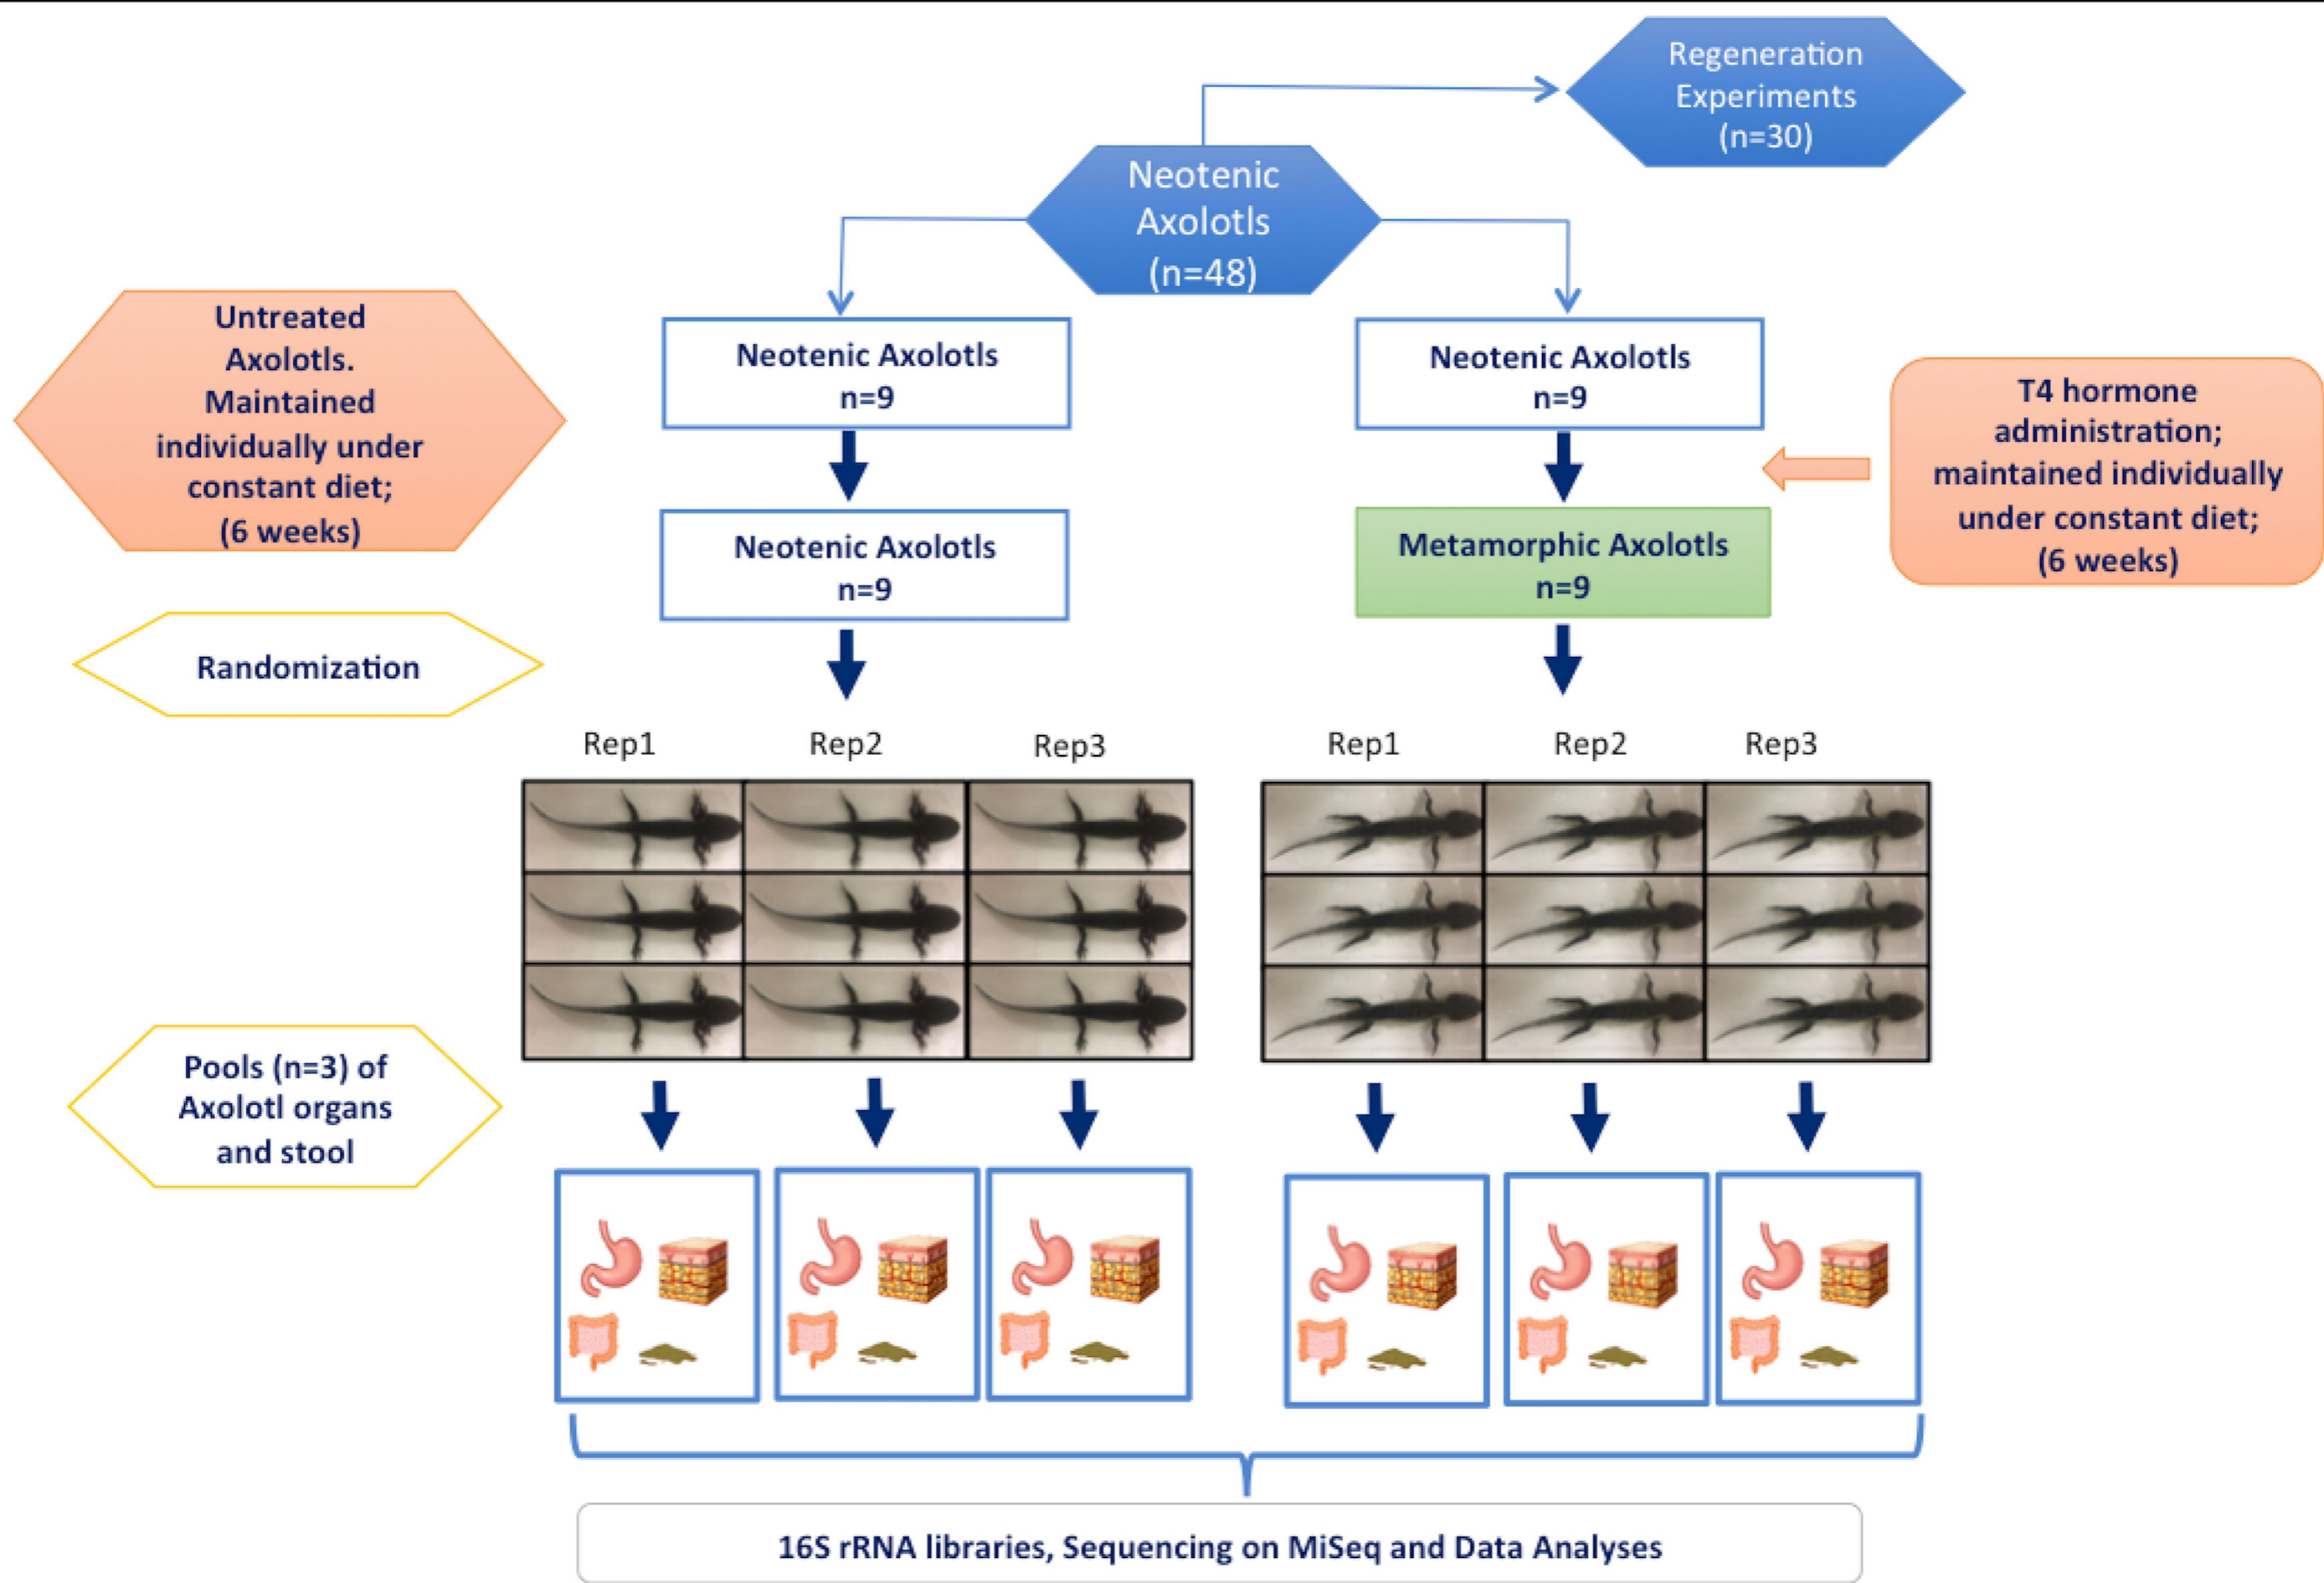 Regeneration
Experiments
(n=30)
Neotenic
Axolotls
(n=48)
Untreated
Axolotls.
Maintained
individually under
constant diet;
(6 weeks)
Neotenic Axolotls
n=9
Neotenic Axolotls
n=9
T4 hormone
administration;
maintained individually
under constant diet;
(6 weeks)
Neotenic Axolotls
n=9
Metamorphic Axolotls
n=9
Randomization
Rep1 Rep2 Rep3
Rep1 Rep2 Rep3
Pools (n=3) of
Axolotl organs
and stool
16S rRNA libraries, Sequencing on MiSeq and Data Analyses